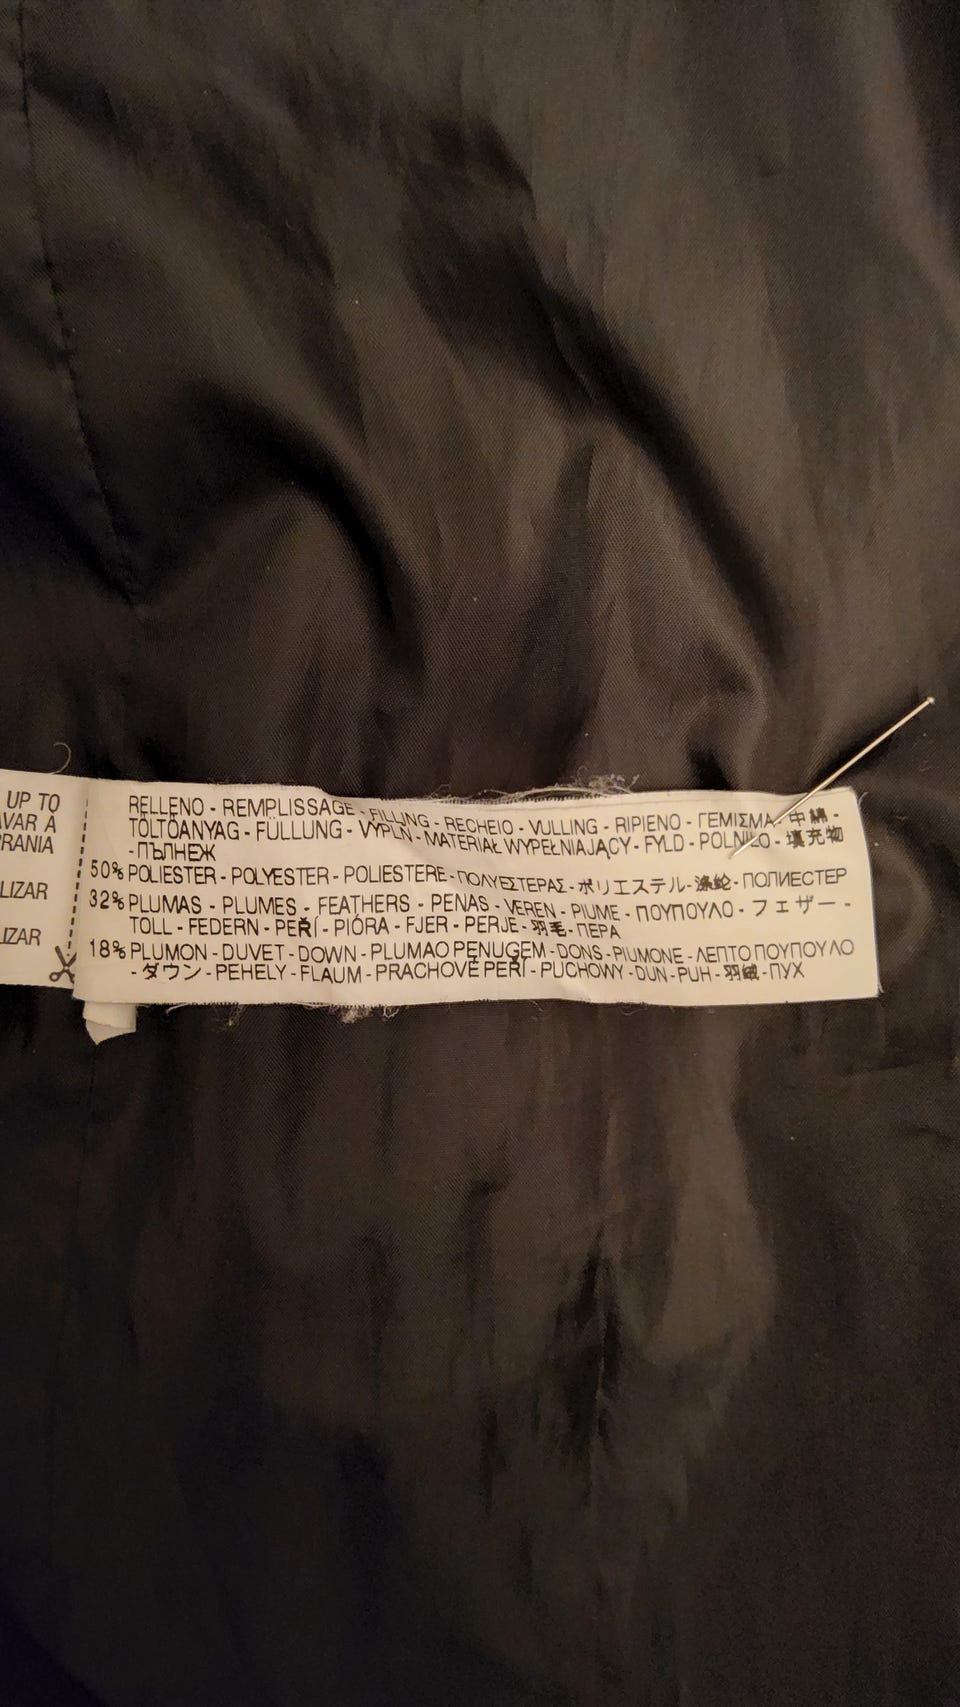 UP TO
AVAR A
PRANIA
LIZAR
IZAR
RELLENO - REMPLISSAGE - FILLING - RECHEIO - VULLING - RIPIENO - ΓΕΜΙΣΜΑ - 中綿 -
TÖLTÖANYAG - FÜLLUNG - VÝPLŇ - MATERIAŁ WYPEŁNIAJĄCY - FYLD - POLNILO - 填充物
- ПЪЛНЕЖ
50% POLIESTER - POLYESTER - POLIESTERE - ΠΟΛΥΕΣΤΕΡΑΣ - ポリエステル - 涤纶 - ПОЛИЕСТЕР
32% PLUMAS - PLUMES - FEATHERS - PENAS - VEREN - PIUME - ΠΟΥΠΟΥΛΟ - フェザー -
TOLL - FEDERN - PEŘÍ - PIÓRA - FJER - PERJE - 羽毛 - ПЕРА
18% PLUMON - DUVET - DOWN - PLUMAO PENUGEM - DONS - PIUMONE - ΛΕΠΤΟ ΠΟΥΠΟΥΛΟ
- ダウン - PEHELY - FLAUM - PRACHOVÉ PEŘÍ - PUCHOWY - DUN - PUH - 羽绒 - ПУХ